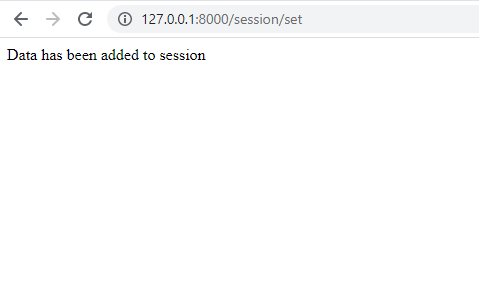 127.0.0.1:8000/session/set
Data has been added to session